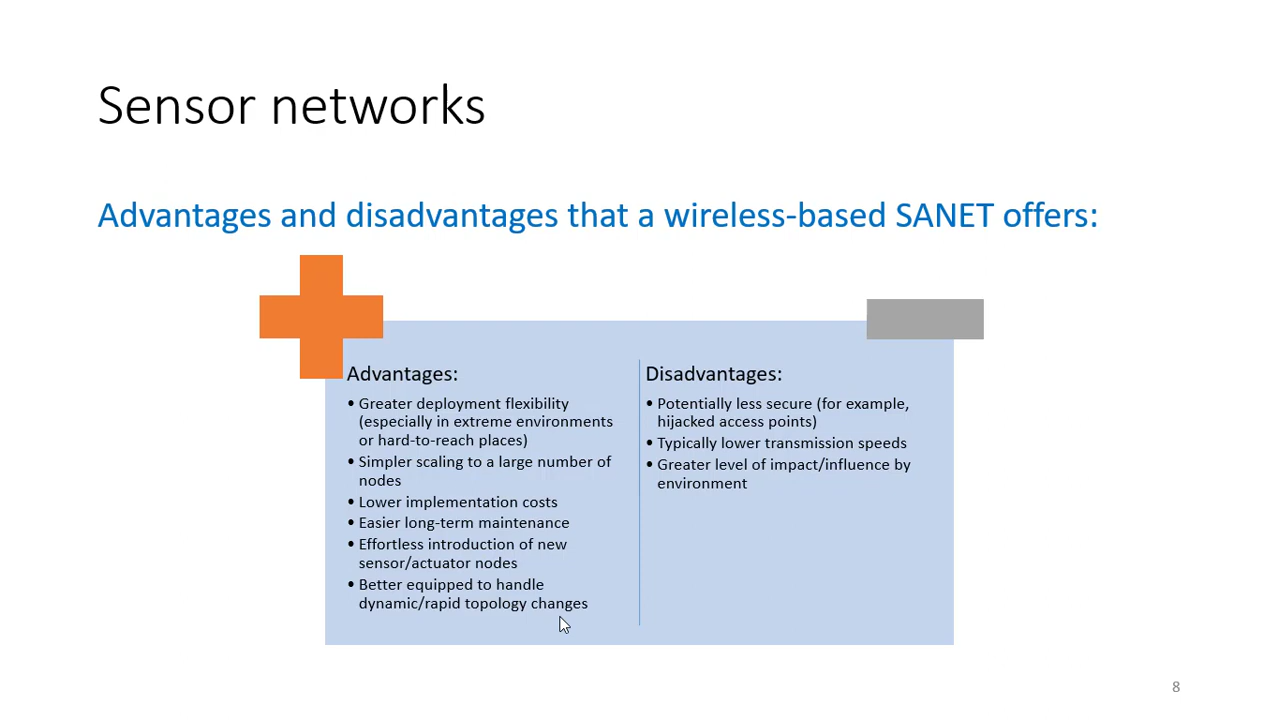 Sensor networks
Advantages and disadvantages that a wireless-based SANET offers:
Advantages:
• Greater deployment flexibility
(especially in extreme environments
or hard-to-reach places)
• Simpler scaling to a large number of
nodes
• Lower implementation costs
• Easier long-term maintenance
• Effortless introduction of new
sensor/actuator nodes
• Better equipped to handle
dynamic/rapid topology changes
Disadvantages:
• Potentially less secure (for example,
hijacked access points)
• Typically lower transmission speeds
• Greater level of impact/influence by
environment
8